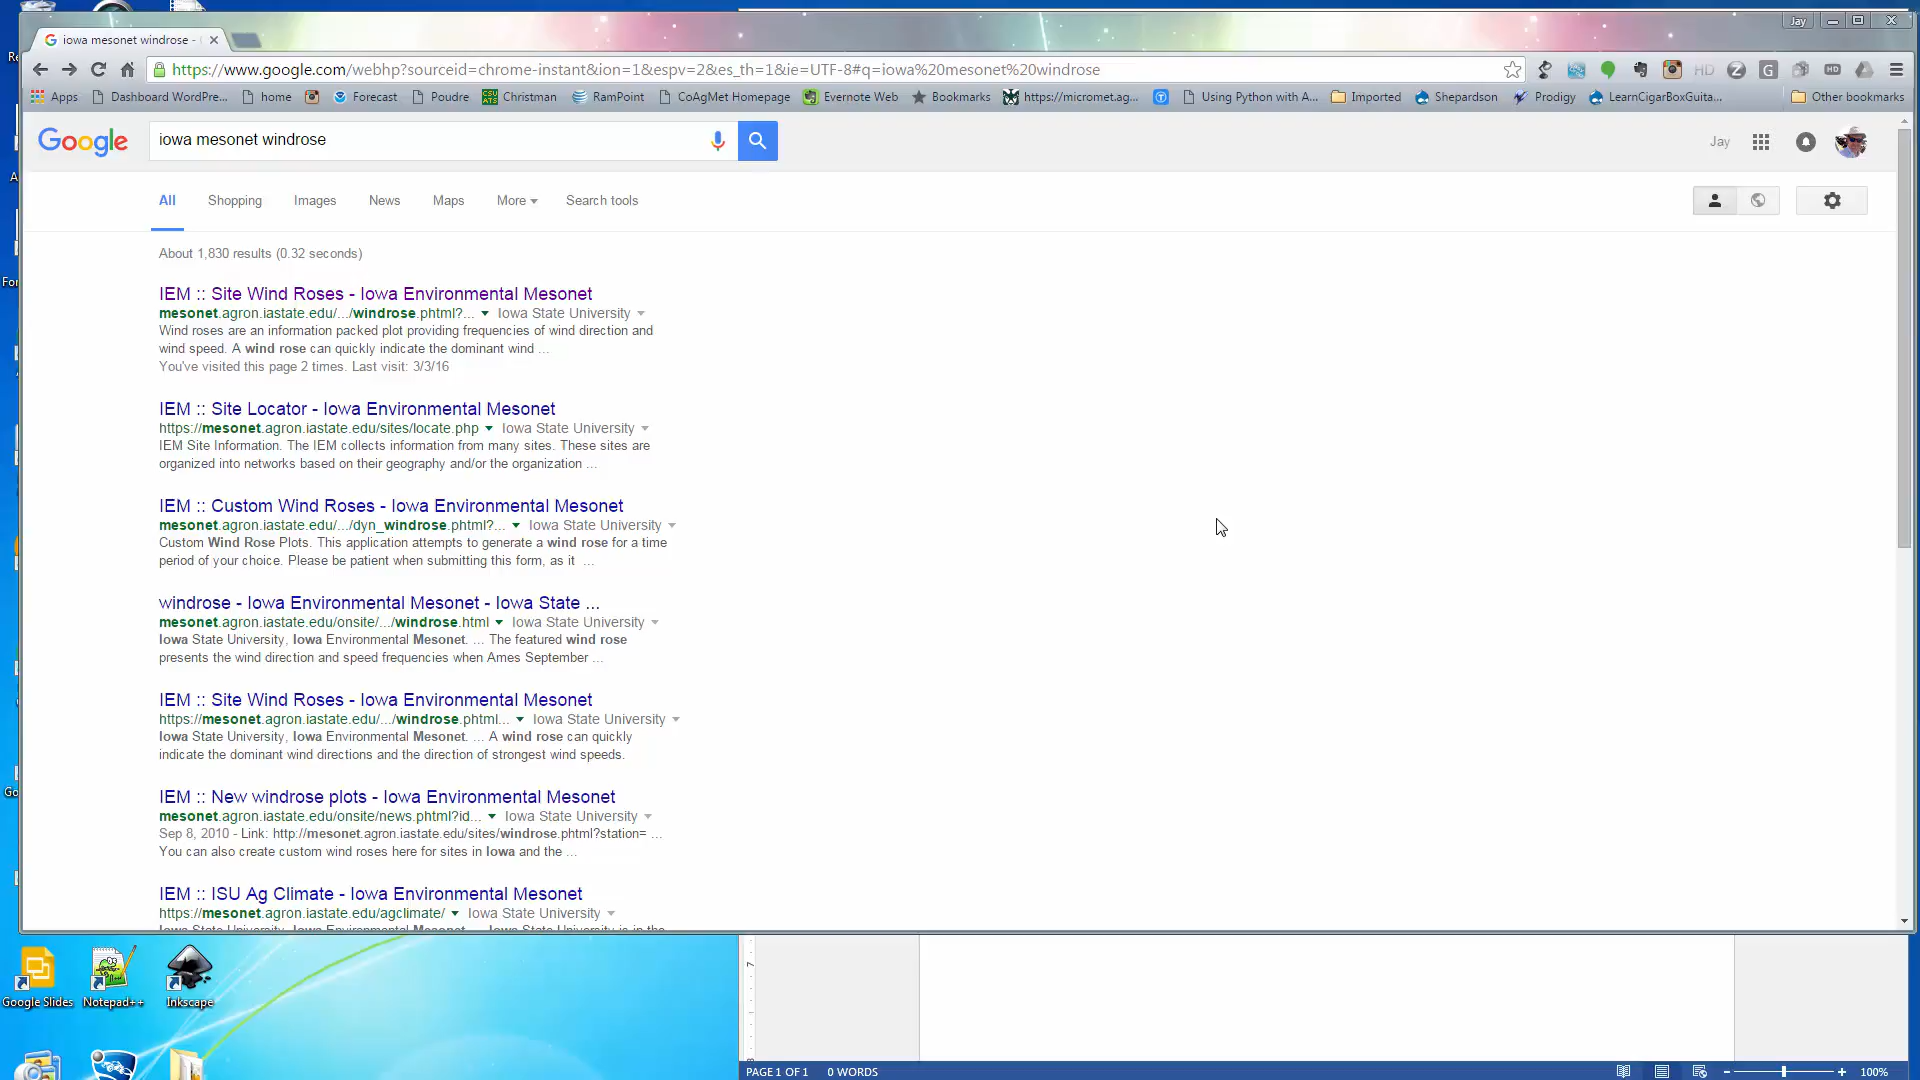 Jay
iowa mesonet windrose -
https://www.google.com/webhp?sourceid=chrome-instant&ion=1&espv=2&es_th=1&ie=UTF-8#q=iowa%20mesonet%20windrose
Apps Dashboard WordPre... home Forecast Poudre Christman RamPoint CoAgMet Homepage Evernote Web Bookmarks https://micromet.ag... Using Python with A... Imported Shepardson Prodigy LearnCigarBoxGuita... Other bookmarks
Google iowa mesonet windrose Jay
All Shopping Images News Maps More Search tools
About 1,830 results (0.32 seconds)
IEM :: Site Wind Roses - Iowa Environmental Mesonet
mesonet.agron.iastate.edu/.../windrose.phtml?... Iowa State University
Wind roses are an information packed plot providing frequencies of wind direction and
wind speed. A wind rose can quickly indicate the dominant wind ...
You've visited this page 2 times. Last visit: 3/3/16
IEM :: Site Locator - Iowa Environmental Mesonet
https://mesonet.agron.iastate.edu/sites/locate.php Iowa State University
IEM Site Information. The IEM collects information from many sites. These sites are
organized into networks based on their geography and/or the organization ...
IEM :: Custom Wind Roses - Iowa Environmental Mesonet
mesonet.agron.iastate.edu/.../dyn_windrose.phtml?... Iowa State University
Custom Wind Rose Plots. This application attempts to generate a wind rose for a time
period of your choice. Please be patient when submitting this form, as it ...
windrose - Iowa Environmental Mesonet - Iowa State ...
mesonet.agron.iastate.edu/onsite/.../windrose.html Iowa State University
Iowa State University, Iowa Environmental Mesonet. ... The featured wind rose
presents the wind direction and speed frequencies when Ames September ...
IEM :: Site Wind Roses - Iowa Environmental Mesonet
https://mesonet.agron.iastate.edu/.../windrose.phtml... Iowa State University
Iowa State University, Iowa Environmental Mesonet. ... A wind rose can quickly
indicate the dominant wind directions and the direction of strongest wind speeds.
IEM :: New windrose plots - Iowa Environmental Mesonet
mesonet.agron.iastate.edu/onsite/news.phtml?id... Iowa State University
Sep 8, 2010 - Link: http://mesonet.agron.iastate.edu/sites/windrose.phtml?station= ...
You can also create custom wind roses here for sites in Iowa and the ...
IEM :: ISU Ag Climate - Iowa Environmental Mesonet
https://mesonet.agron.iastate.edu/agclimate/ Iowa State University
Google Slides Notepad++ Inkscape
PAGE 1 OF 1 0 WORDS 100%